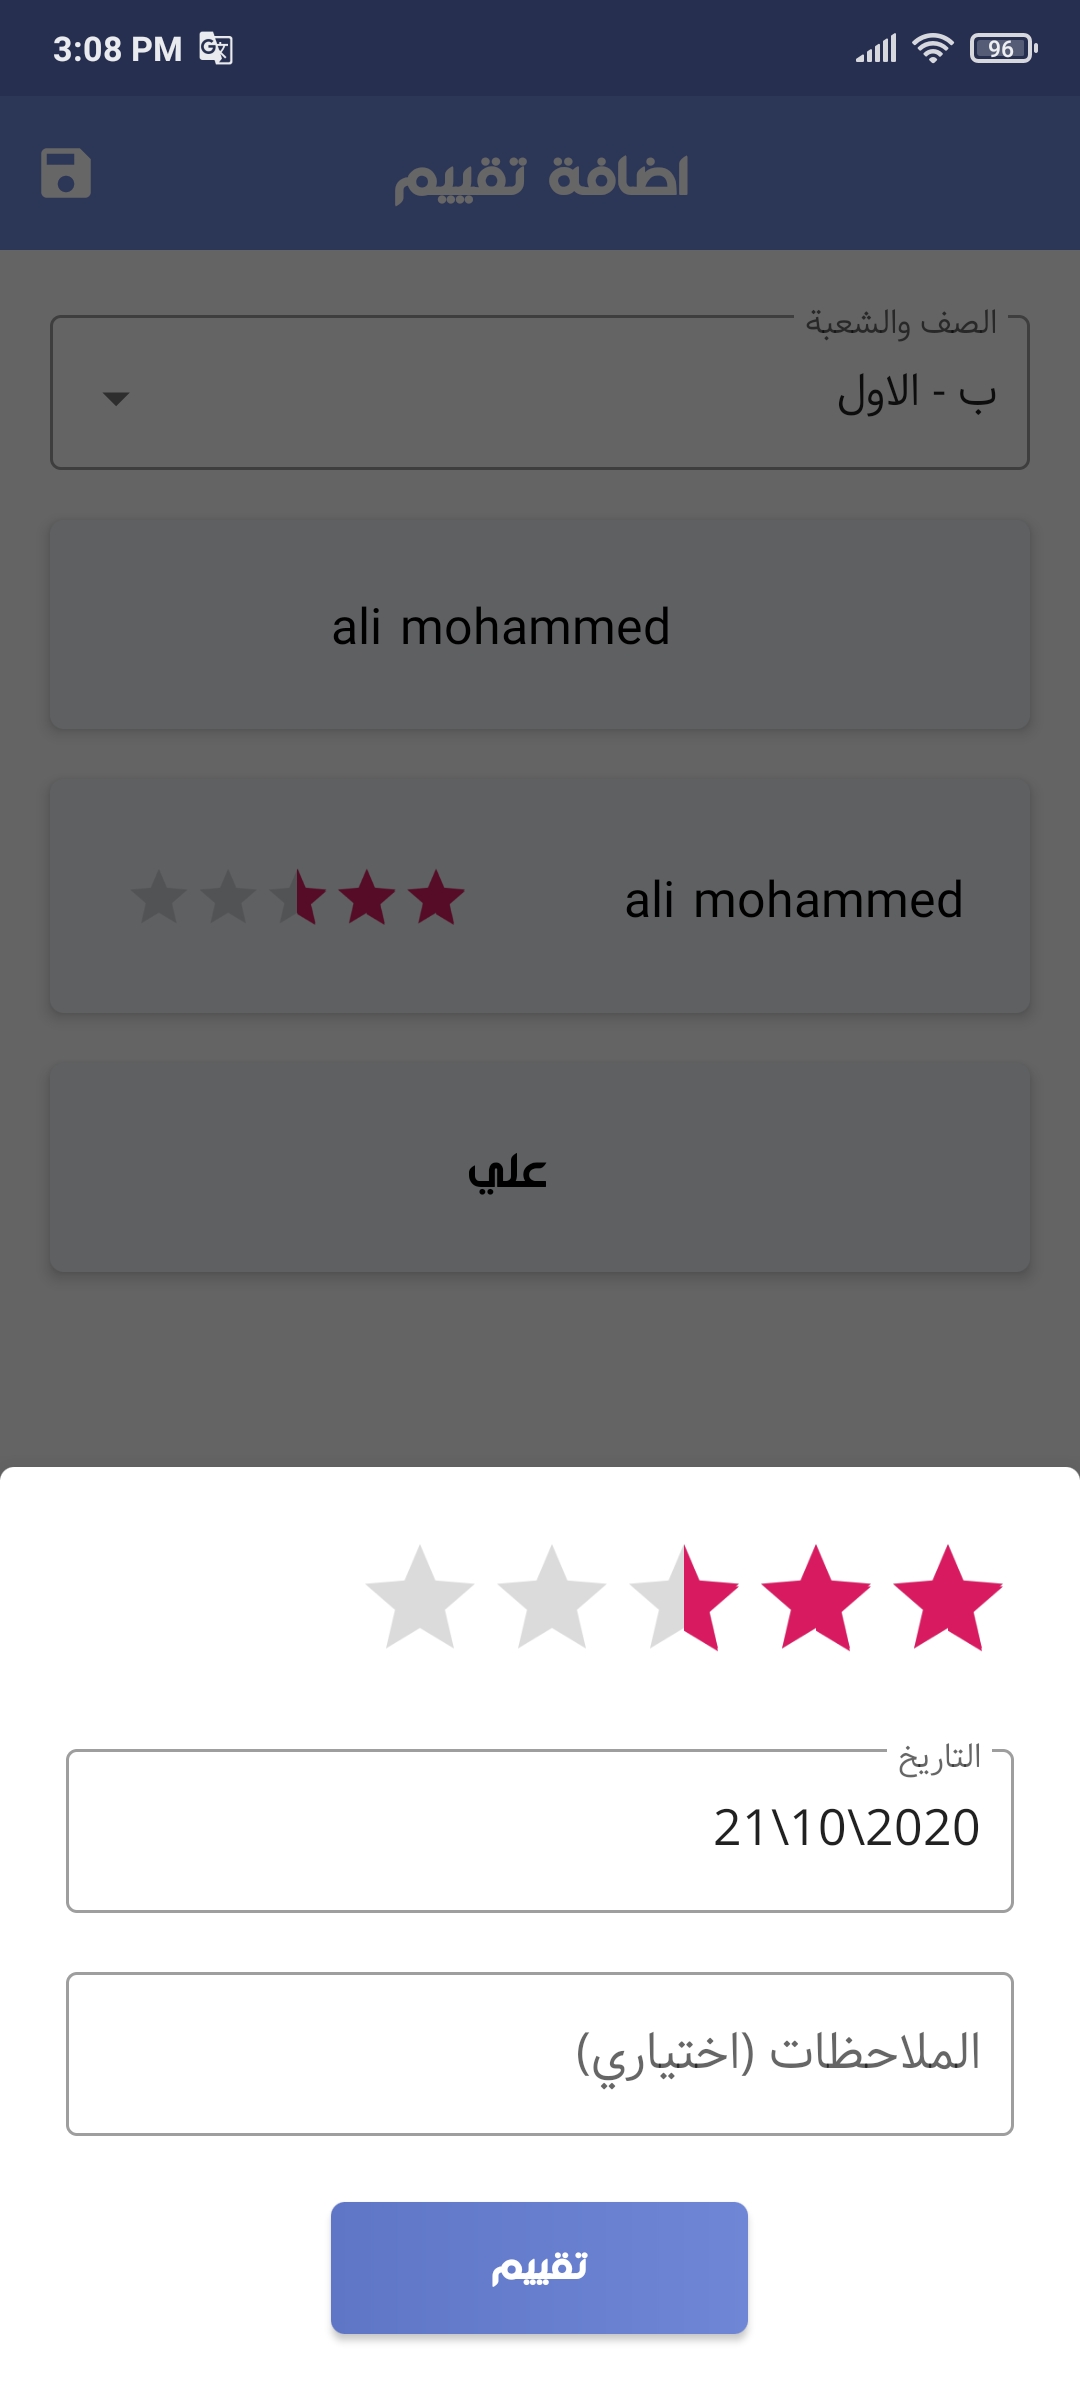 3:08 PM
96
اضافة تقييم
الصف والشعبة
ب - الاول
ali mohammed
ali mohammed
علي
التاريخ
21\10\2020
الملاحظات (اختياري)
تقييم